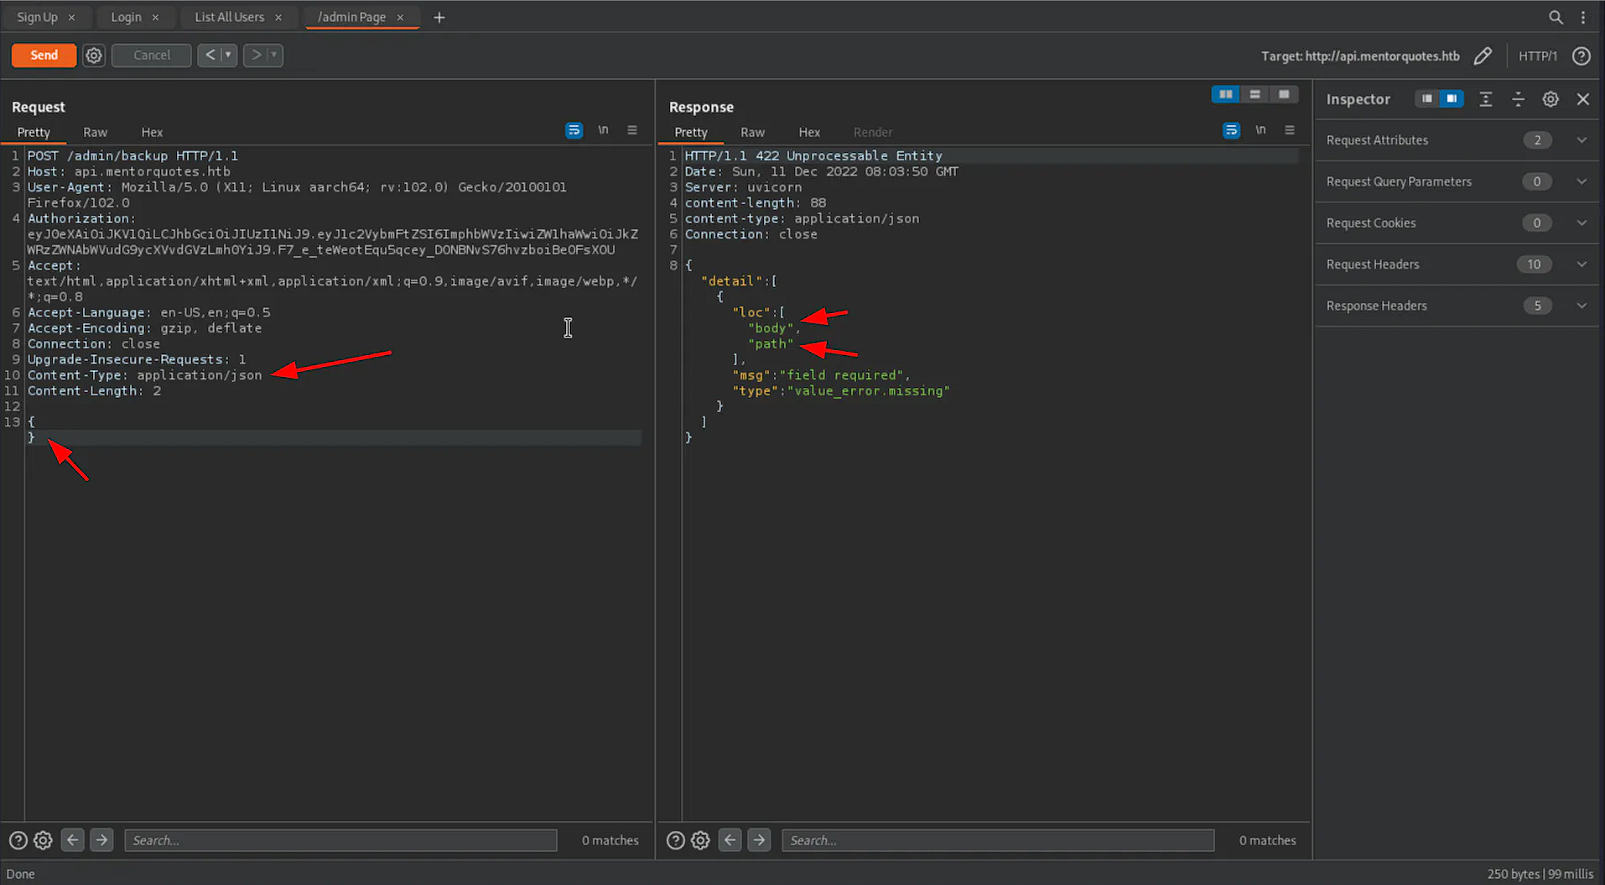 Sign Up × Login × List All Users × /admin Page × +
Send Cancel < > Target: http://api.mentorquotes.htb HTTP/1 ?
Request
Pretty Raw Hex \n
1 POST /admin/backup HTTP/1.1
2 Host: api.mentorquotes.htb
3 User-Agent: Mozilla/5.0 (X11; Linux aarch64; rv:102.0) Gecko/20100101
Firefox/102.0
4 Authorization:
eyJ0eXAiOiJKV1QiLCJhbGciOiJIUzI1NiJ9.eyJ1c2VybmFtZSI6ImphbWVzIiwiZW1haWwiOiJkZ
WRzZWNAbWVudG9ycXVvdGVzLmh0YiJ9.F7_e_teWeotEqu5qcey_DONBNvS76hvzboiBe0FsXOU
5 Accept:
text/html,application/xhtml+xml,application/xml;q=0.9,image/avif,image/webp,*/
*;q=0.8
6 Accept-Language: en-US,en;q=0.5
7 Accept-Encoding: gzip, deflate
8 Connection: close
9 Upgrade-Insecure-Requests: 1
10 Content-Type: application/json
11 Content-Length: 2
12
13 {
}
? Search... 0 matches
Response
Pretty Raw Hex Render \n
1 HTTP/1.1 422 Unprocessable Entity
2 Date: Sun, 11 Dec 2022 08:03:50 GMT
3 Server: uvicorn
4 content-length: 88
5 content-type: application/json
6 Connection: close
7
8 {
"detail":[
{
"loc":[
"body",
"path"
],
"msg":"field required",
"type":"value_error.missing"
}
]
}
? Search... 0 matches
Inspector
Request Attributes 2
Request Query Parameters 0
Request Cookies 0
Request Headers 10
Response Headers 5
Done 250 bytes | 99 millis